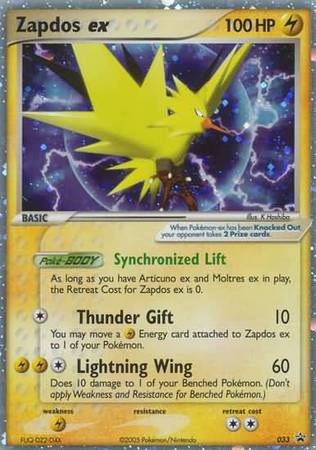 Zapdos ex 100 HP
BASIC
Illus. K Hoshiba
When Pokémon-ex has been Knocked Out
your opponent takes 2 Prize cards.
Poké-BODY Synchronized Lift
As long as you have Articuno ex and Moltres ex in play,
the Retreat Cost for Zapdos ex is 0.
Thunder Gift 10
You may move a Energy card attached to Zapdos ex
to 1 of your Pokémon.
Lightning Wing 60
Does 10 damage to 1 of your Benched Pokémon. (Don't
apply Weakness and Resistance for Benched Pokémon.)
weakness resistance retreat cost
©2005 Pokémon/Nintendo 033